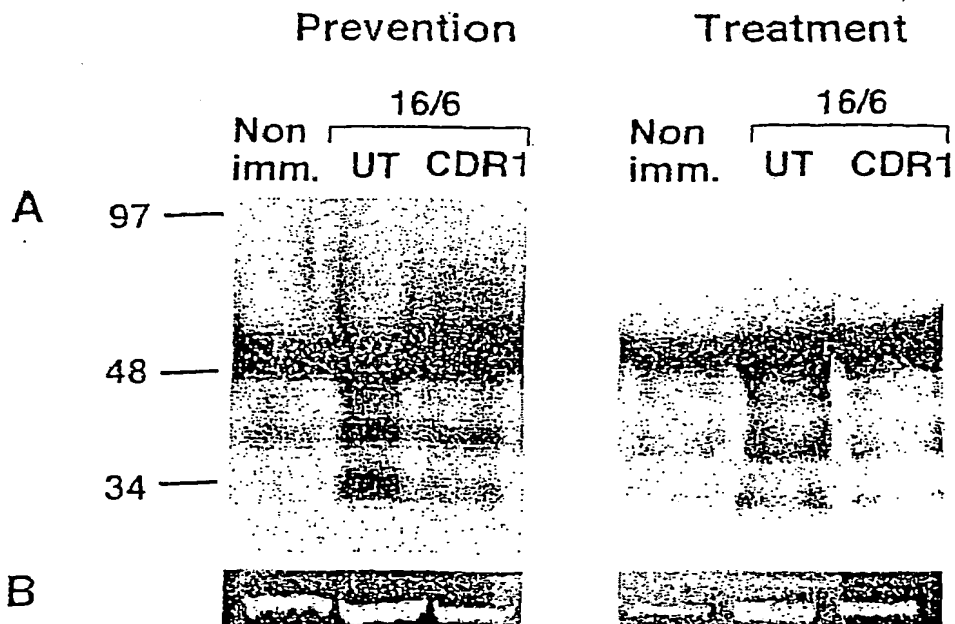 Prevention Treatment
16/6 16/6
Non Non
imm. UT CDR1 imm. UT CDR1
A 97
48
34
B